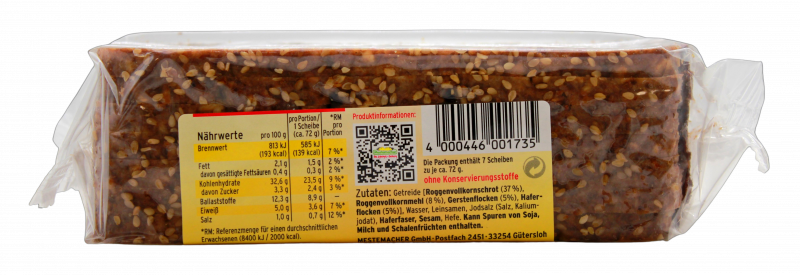 Nährwerte pro 100 g pro Portion/ 1 Scheibe (ca. 72 g) *RM pro Portion
Brennwert 813 kJ 585 kJ
(193 kcal) (139 kcal) 7 %*
Fett 2,1 g 1,5 g 2 %*
davon gesättigte Fettsäuren 0,4 g 0,3 g 2 %*
Kohlenhydrate 32,6 g 23,5 g 9 %*
davon Zucker 3,3 g 2,4 g 3 %*
Ballaststoffe 12,3 g 8,9 g –
Eiweiß 5,0 g 3,6 g 7 %*
Salz 1,0 g 0,7 g 12 %*
*RM: Referenzmenge für einen durchschnittlichen
Erwachsenen (8400 kJ / 2000 kcal).
Produktinformationen:
4 000446 001735
Die Packung enthält 7 Scheiben
zu je ca. 72 g.
ohne Konservierungsstoffe
Zutaten: Getreide [Roggenvollkornschrot (37 %),
Roggenvollkornmehl (8 %), Gerstenflocken (5 %), Hafer-
flocken (5%)], Wasser, Leinsamen, Jodsalz (Salz, Kalium-
jodat), Haferfaser, Sesam, Hefe. Kann Spuren von Soja,
Milch und Schalenfrüchten enthalten.
MESTEMACHER GmbH·Postfach 2451·33254 Gütersloh